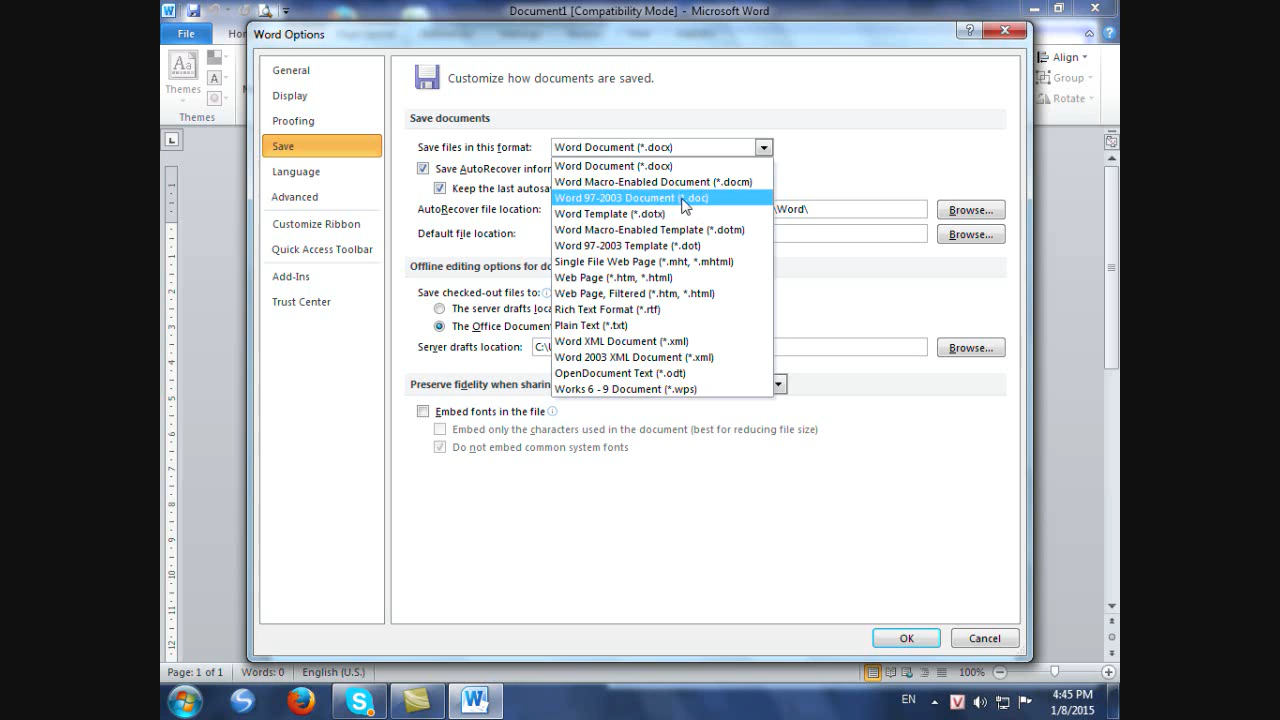 Document1 [Compatibility Mode] - Microsoft Word
File
Word Options
Themes
Themes
Align
Group
Rotate
General
Display
Proofing
Save
Language
Advanced
Customize Ribbon
Quick Access Toolbar
Add-Ins
Trust Center
Customize how documents are saved.
Save documents
Save files in this format: Word Document (*.docx)
Save AutoRecover
Keep the last
AutoRecover file location: \Word\ Browse...
Default file location: Browse...
Word Document (*.docx)
Word Macro-Enabled Document (*.docm)
Word 97-2003 Document (*.doc)
Word Template (*.dotx)
Word Macro-Enabled Template (*.dotm)
Word 97-2003 Template (*.dot)
Single File Web Page (*.mht, *.mhtml)
Web Page (*.htm, *.html)
Web Page, Filtered (*.htm, *.html)
Rich Text Format (*.rtf)
Plain Text (*.txt)
Word XML Document (*.xml)
Word 2003 XML Document (*.xml)
OpenDocument Text (*.odt)
Works 6 - 9 Document (*.wps)
Offline editing options for
Save checked-out files to:
The server drafts
The Office
Server drafts location: C:\ Browse...
Preserve fidelity when
Embed fonts in the file
Embed only the characters used in the document (best for reducing file size)
Do not embed common system fonts
OK Cancel
Page: 1 of 1 Words: 0 English (U.S.) 100%
EN
4:45 PM
1/8/2015